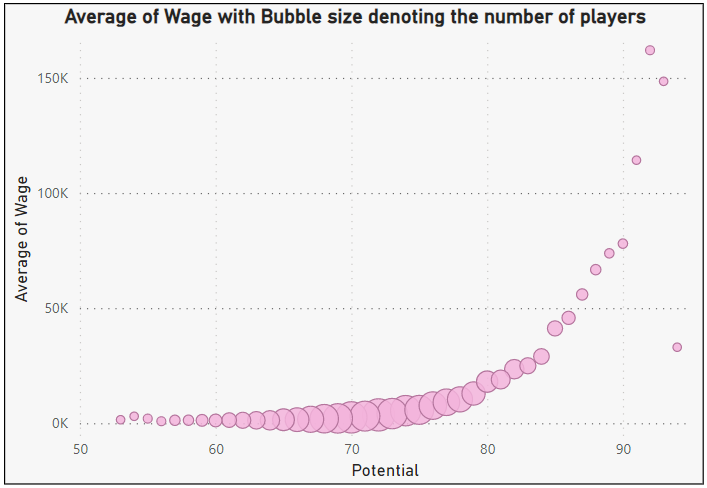 Average of Wage with Bubble size denoting the number of players
150K
100K
50K
0K
Average of Wage
50 60 70 80 90
Potential